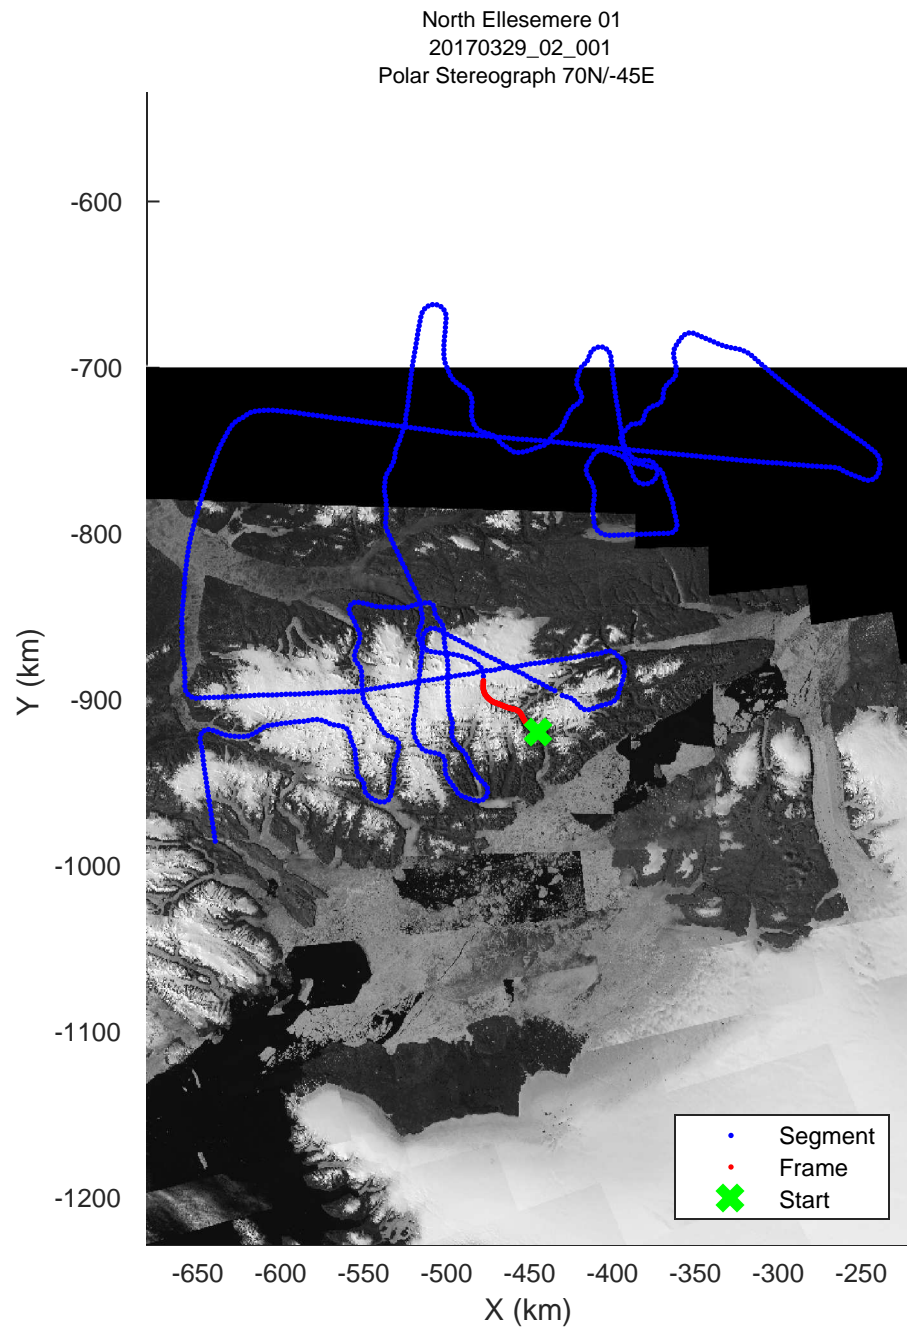 North Ellesemere 01
20170329_02_001
Polar Stereograph 70N/-45E
-600
-700
-800
-900
-1000
-1100
-1200
Y (km)
Segment
Frame
Start
-650 -600 -550 -500 -450 -400 -350 -300 -250
X (km)